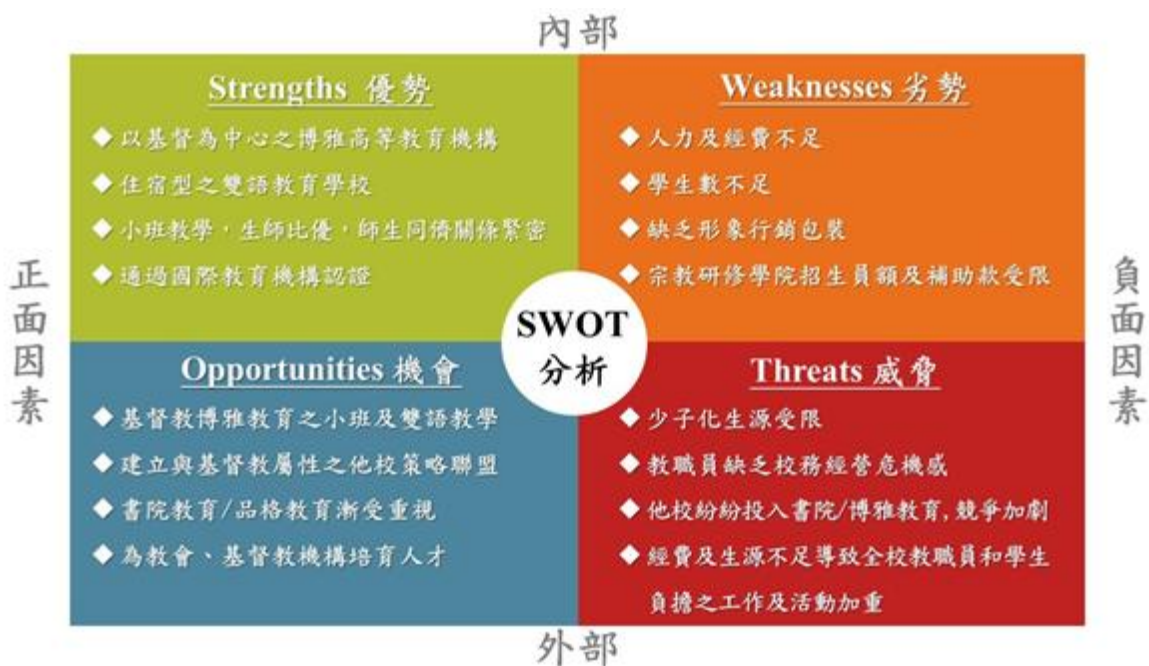 內部
Strengths 優勢
◆ 以基督為中心之博雅高等教育機構
◆ 住宿型之雙語教育學校
◆ 小班教學，生師比優，師生同儕關係緊密
◆ 通過國際教育機構認證
Weaknesses 劣勢
◆ 人力及經費不足
◆ 學生數不足
◆ 缺乏形象行銷包裝
◆ 宗教研修學院招生員額及補助款受限
正面因素
SWOT
分析
負面因素
Opportunities 機會
◆ 基督教博雅教育之小班及雙語教學
◆ 建立與基督教屬性之他校策略聯盟
◆ 書院教育/品格教育漸受重視
◆ 為教會、基督教機構培育人才
Threats 威脅
◆ 少子化生源受限
◆ 教職員缺乏校務經營危機感
◆ 他校紛紛投入書院/博雅教育, 競爭加劇
◆ 經費及生源不足導致全校教職員和學生
負擔之工作及活動加重
外部